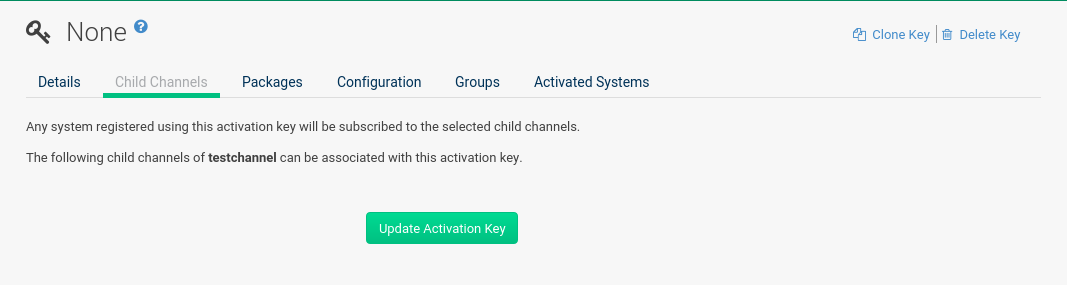 None ?
Clone Key | Delete Key
Details Child Channels Packages Configuration Groups Activated Systems
Any system registered using this activation key will be subscribed to the selected child channels.
The following child channels of testchannel can be associated with this activation key.
Update Activation Key